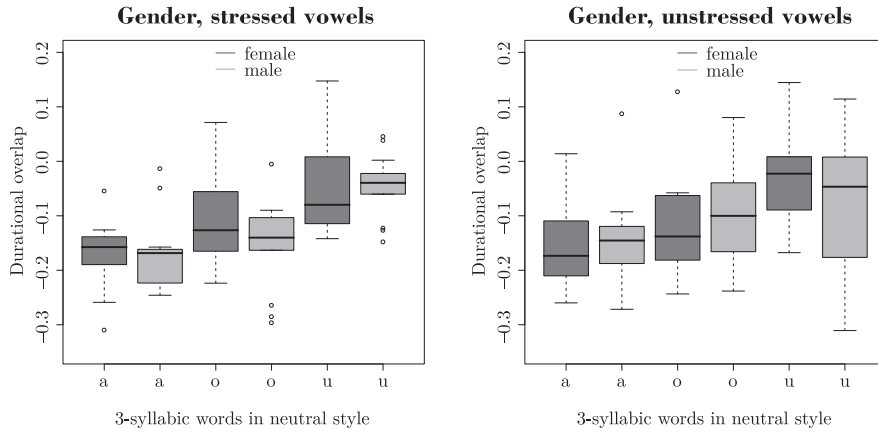 Gender, stressed vowels
female
male
Durational overlap
0.2
0.1
0.0
−0.1
−0.2
−0.3
a a o o u u
3-syllabic words in neutral style
Gender, unstressed vowels
female
male
Durational overlap
0.2
0.1
0.0
−0.1
−0.2
−0.3
a a o o u u
3-syllabic words in neutral style